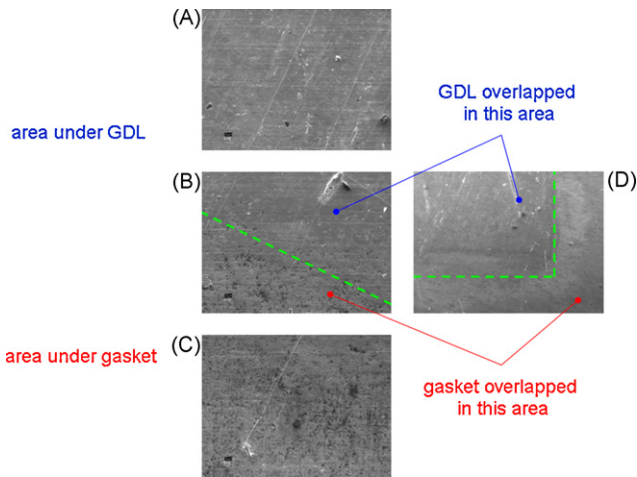 (A)
GDL overlapped
in this area
area under GDL
(B)
(D)
(C)
area under gasket
gasket overlapped
in this area